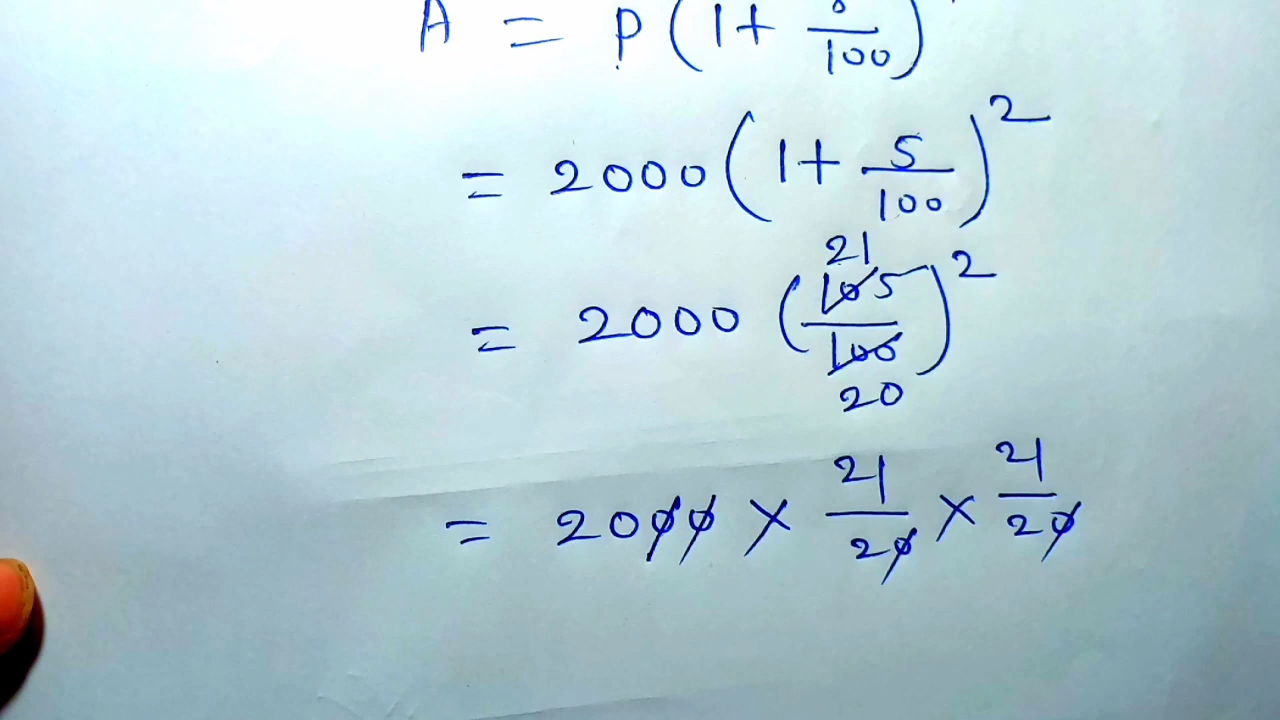 A = P(1+ /100)
= 2000(1+ 5/100)²
21
= 2000 (105/100)²
20
= 2000 × 21/20 × 21/20